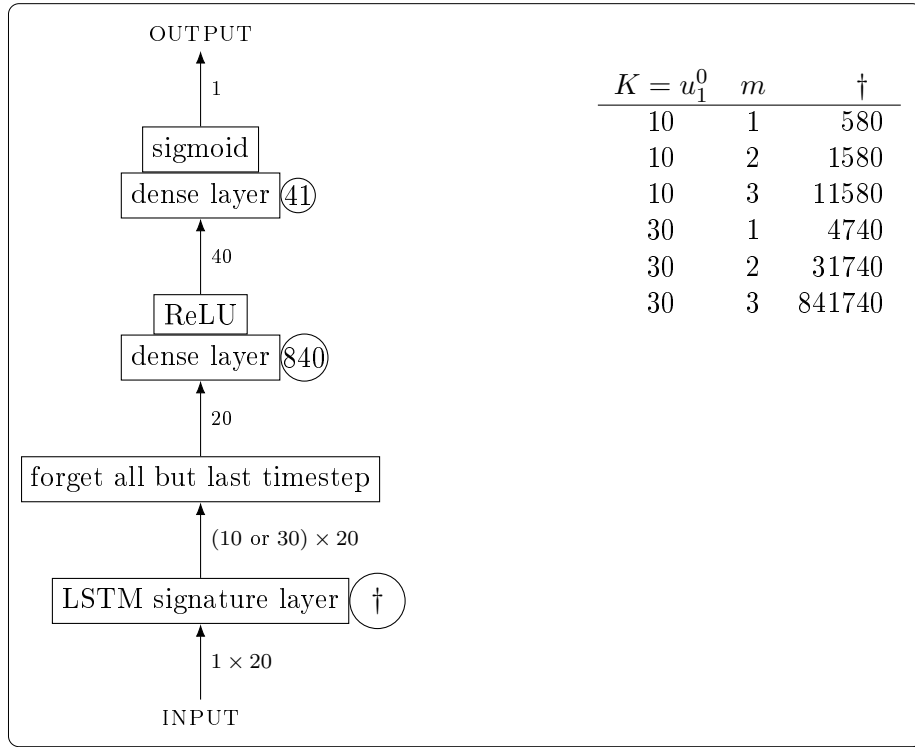 OUTPUT
1
sigmoid
dense layer 41
40
ReLU
dense layer 840
20
forget all but last timestep
(10 or 30) × 20
LSTM signature layer †
1 × 20
INPUT
K = u₁⁰ m †
10 1 580
10 2 1580
10 3 11580
30 1 4740
30 2 31740
30 3 841740